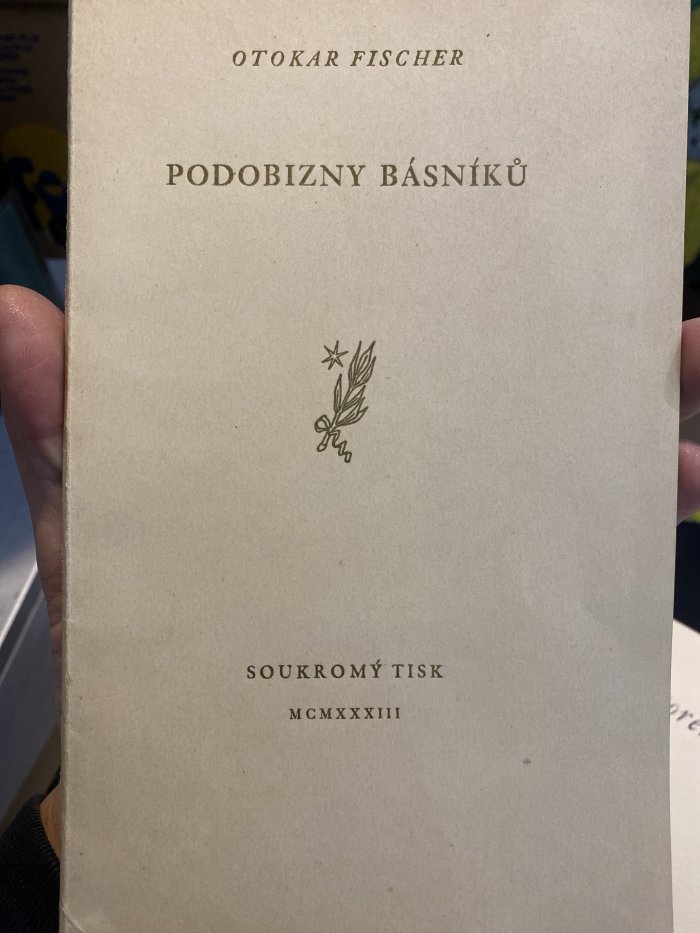 OTOKAR FISCHER
PODOBIZNY BÁSNÍKŮ
SOUKROMÝ TISK
MCMXXXIII